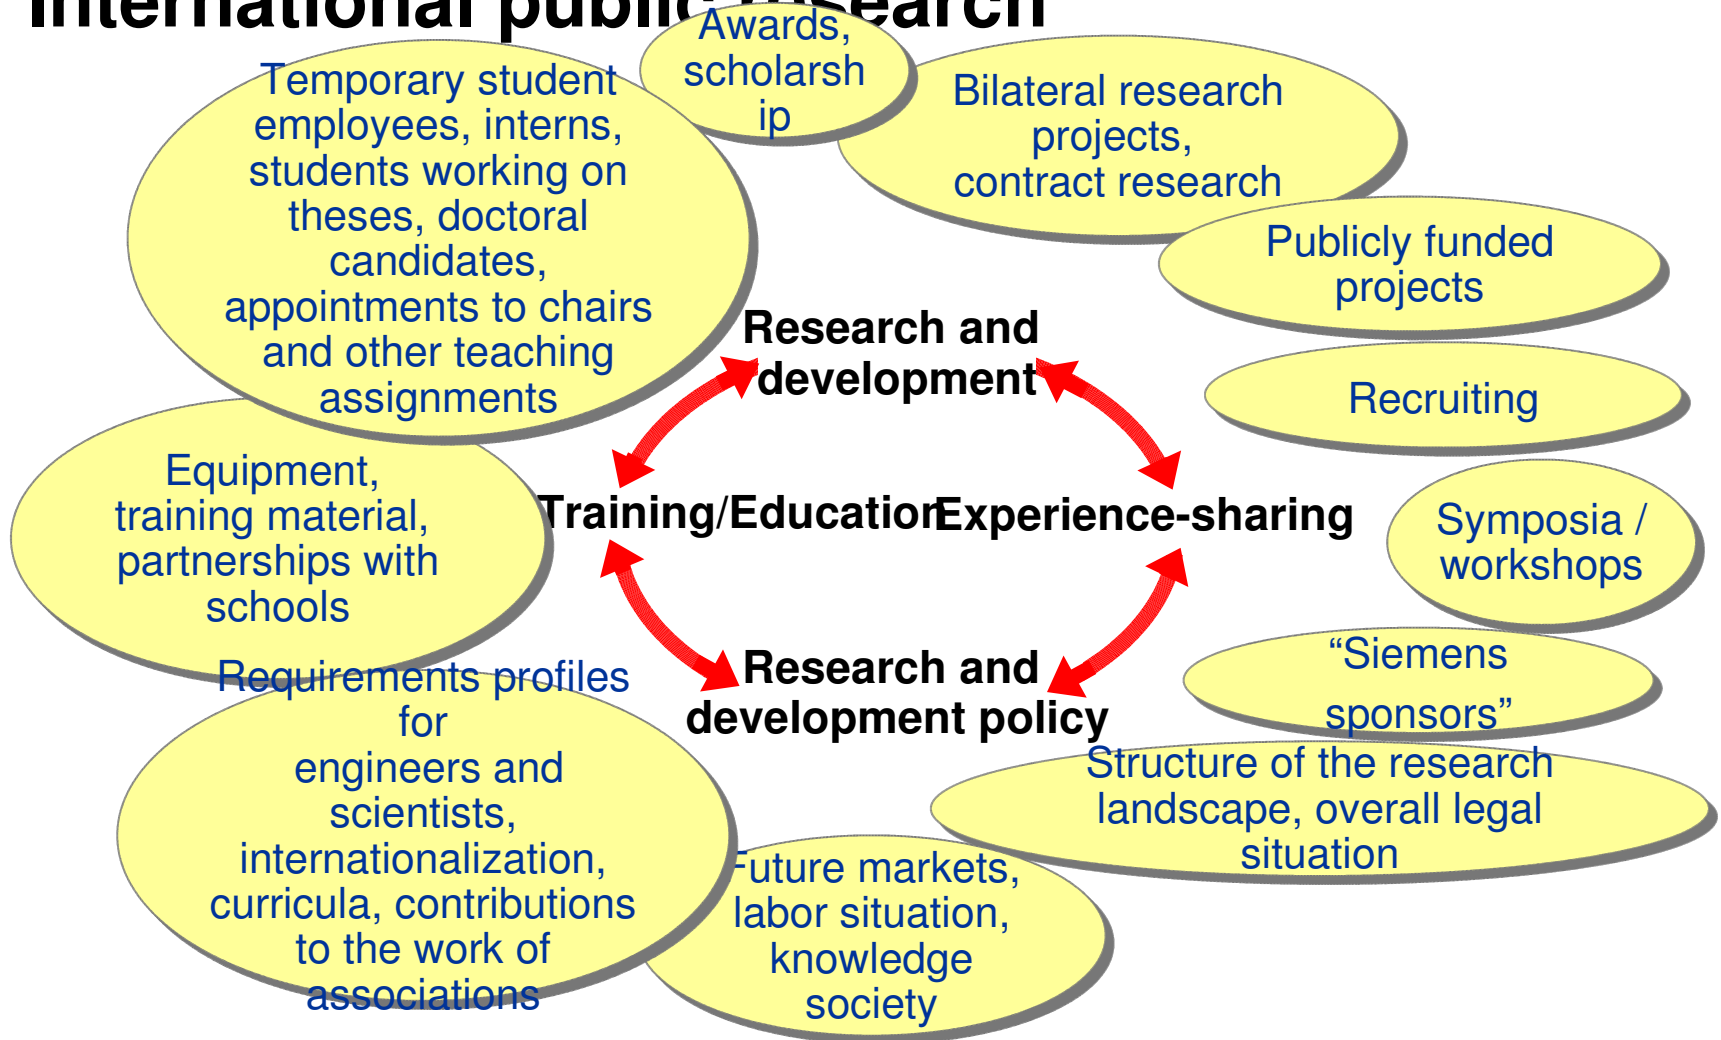 International public research
Awards,
scholarsh
ip
Temporary student
employees, interns,
students working on
theses, doctoral
candidates,
appointments to chairs
and other teaching
assignments
Bilateral research
projects,
contract research
Publicly funded
projects
Research and
development
Recruiting
Equipment,
training material,
partnerships with
schools
Training/Education
Experience-sharing
Symposia /
workshops
“Siemens
sponsors”
Research and
development policy
Requirements profiles
for
engineers and
scientists,
internationalization,
curricula, contributions
to the work of
associations
Structure of the research
landscape, overall legal
situation
Future markets,
labor situation,
knowledge
society